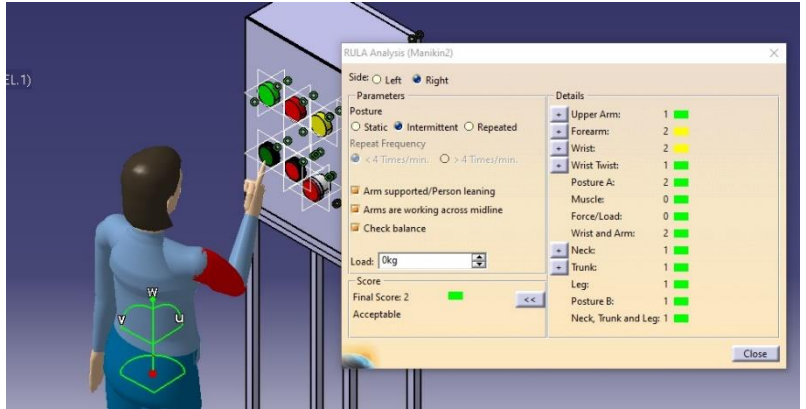 EL.1)
RULA Analysis (Manikin2)
Side: Left Right
Parameters
Posture
Static Intermittent Repeated
Repeat Frequency
< 4 Times/min. > 4 Times/min.
Arm supported/Person leaning
Arms are working across midline
Check balance
Load: 0kg
Score
Final Score: 2
<<
Acceptable
Details
+ Upper Arm: 1
+ Forearm: 2
+ Wrist: 2
+ Wrist Twist: 1
Posture A: 2
Muscle: 0
Force/Load: 0
Wrist and Arm: 2
+ Neck: 1
+ Trunk: 1
Leg: 1
Posture B: 1
Neck, Trunk and Leg: 1
Close
W
V
U